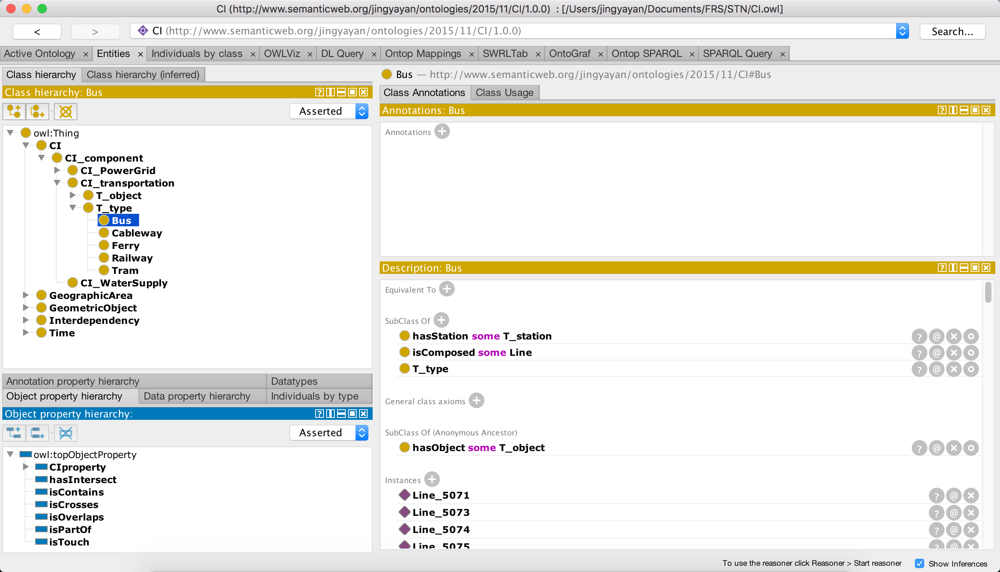 CI (http://www.semanticweb.org/jingyayan/ontologies/2015/11/CI/1.0.0) : [/Users/jingyayan/Documents/FRS/STN/CI.owl]
< > CI (http://www.semanticweb.org/jingyayan/ontologies/2015/11/CI/1.0.0) Search...
Active Ontology × Entities × Individuals by class × OWLViz × DL Query × Ontop Mappings × SWRLTab × OntoGraf × Ontop SPARQL × SPARQL Query ×
Class hierarchy Class hierarchy (inferred)
Class hierarchy: Bus
Asserted
owl:Thing
CI
CI_component
CI_PowerGrid
CI_transportation
T_object
T_type
Bus
Cableway
Ferry
Railway
Tram
CI_WaterSupply
GeographicArea
GeometricObject
Interdependency
Time
Annotation property hierarchy Datatypes
Object property hierarchy Data property hierarchy Individuals by type
Object property hierarchy:
Asserted
owl:topObjectProperty
CIproperty
hasIntersect
isContains
isCrosses
isOverlaps
isPartOf
isTouch
Bus — http://www.semanticweb.org/jingyayan/ontologies/2015/11/CI#Bus
Class Annotations Class Usage
Annotations: Bus
Annotations
Description: Bus
Equivalent To
SubClass Of
hasStation some T_station
isComposed some Line
T_type
General class axioms
SubClass Of (Anonymous Ancestor)
hasObject some T_object
Instances
Line_5071
Line_5073
Line_5074
Line_5075
To use the reasoner click Reasoner > Start reasoner Show Inferences